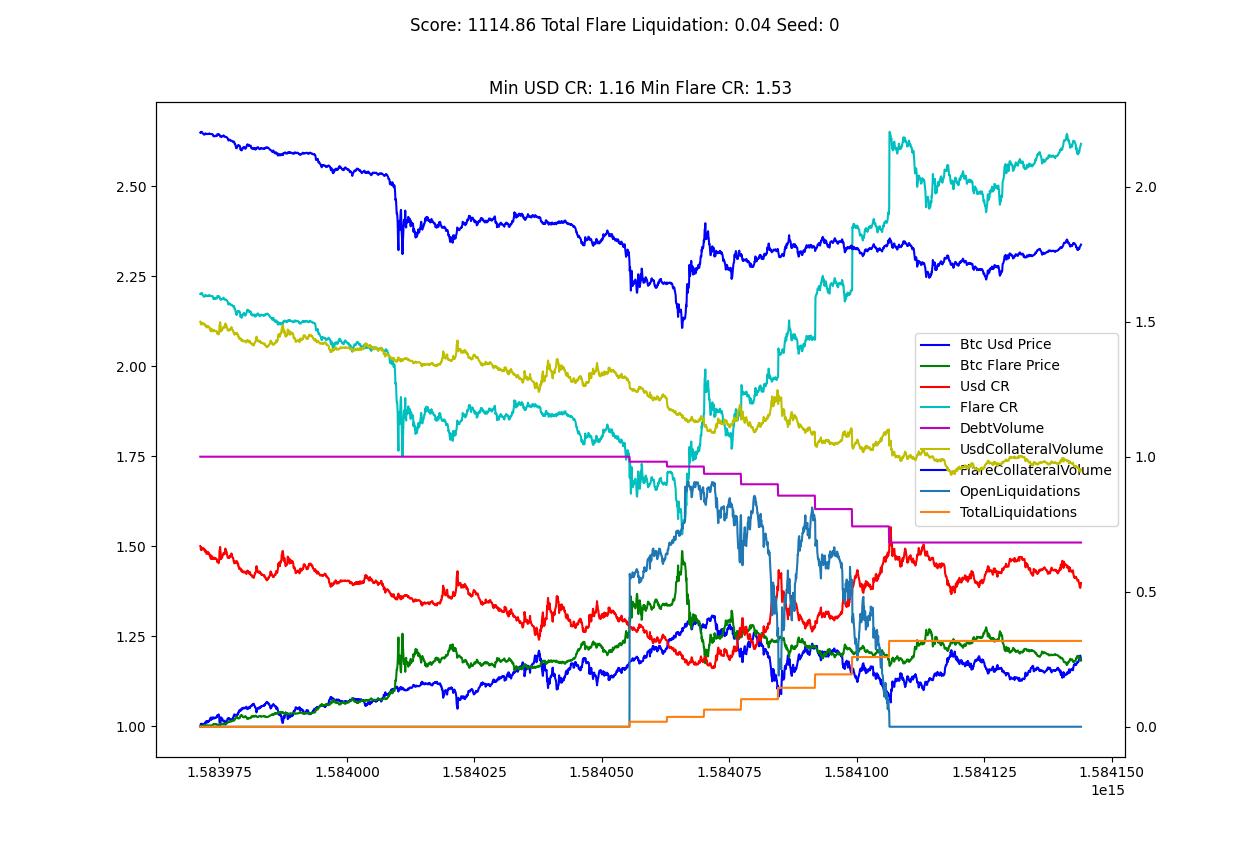 Score: 1114.86 Total Flare Liquidation: 0.04 Seed: 0
Min USD CR: 1.16 Min Flare CR: 1.53
2.50
2.25
2.00
1.75
1.50
1.25
1.00
2.0
1.5
1.0
0.5
0.0
Btc Usd Price
Btc Flare Price
Usd CR
Flare CR
DebtVolume
UsdCollateralVolume
FlareCollateralVolume
OpenLiquidations
TotalLiquidations
1.583975 1.584000 1.584025 1.584050 1.584075 1.584100 1.584125 1.584150
1e15